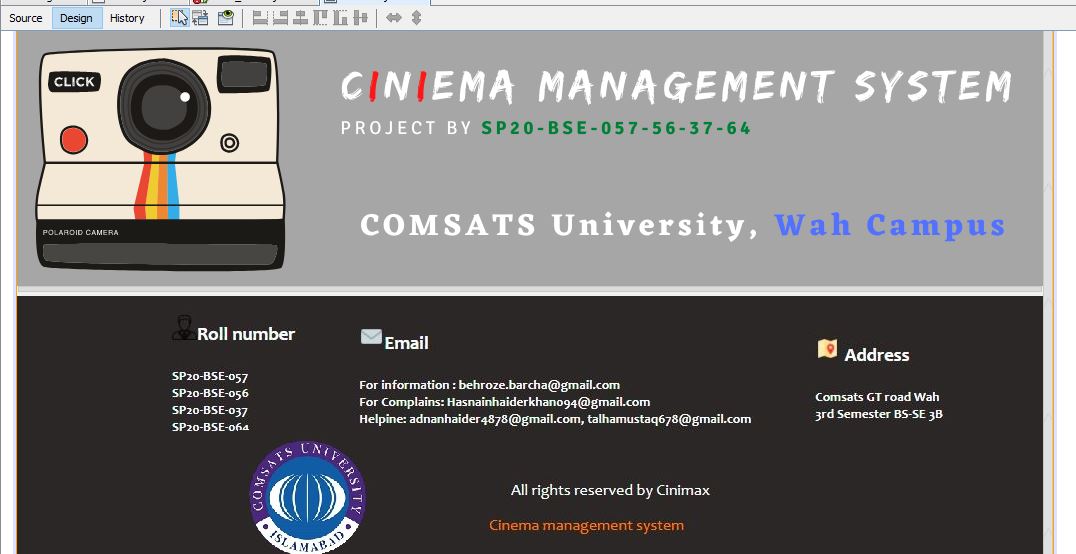 Source Design History
CLICK
CINIEMA MANAGEMENT SYSTEM
PROJECT BY SP20-BSE-057-56-37-64
POLAROID CAMERA
COMSATS University, Wah Campus
Roll number
SP20-BSE-057
SP20-BSE-056
SP20-BSE-037
SP20-BSE-064
Email
For information : behroze.barcha@gmail.com
For Complains: Hasnainhaiderkhan094@gmail.com
Helpine: adnanhaider4878@gmail.com, talhamustaq678@gmail.com
Address
Comsats GT road Wah
3rd Semester BS-SE 3B
COMSATS UNIVERSITY
ISLAMABAD
All rights reserved by Cinimax
Cinema management system